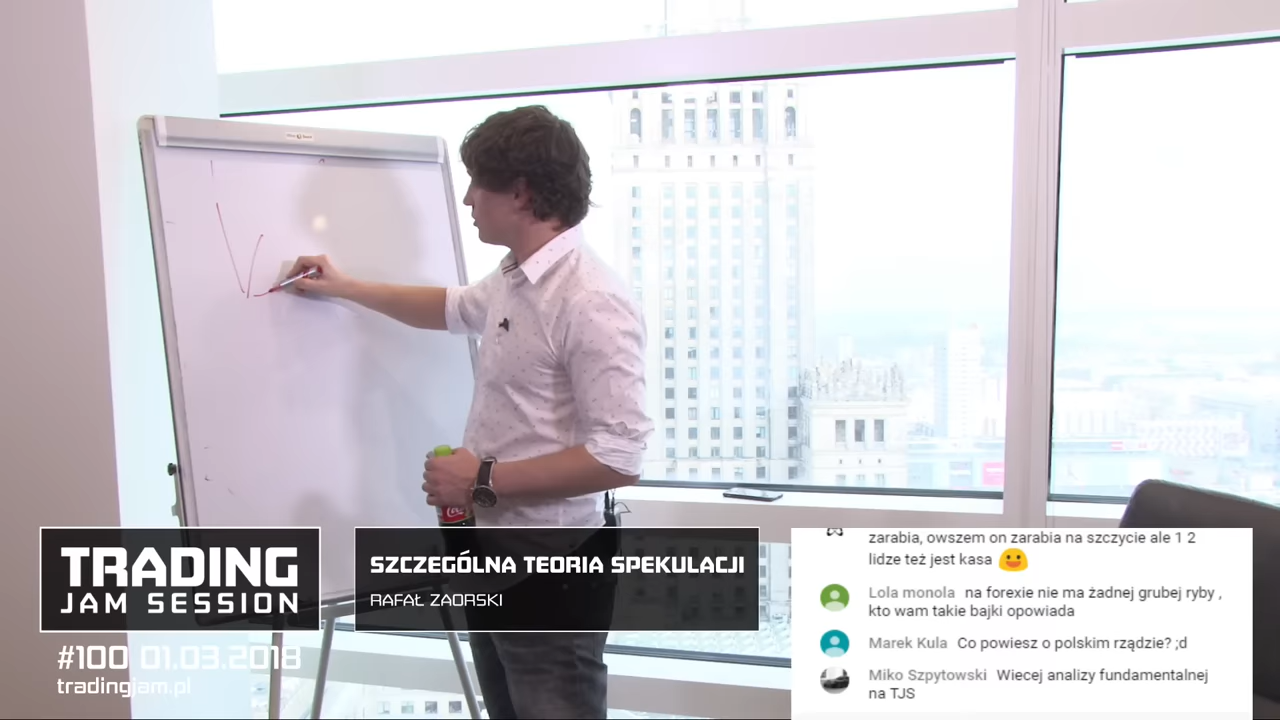 TRADING
JAM SESSION
#100 01.03.2018
tradingjam.pl
SZCZEGÓLNA TEORIA SPEKULACJI
RAFAŁ ZAORSKI
zarabia, owszem on zarabia na szczycie ale 1 2
lidze też jest kasa
Lola monola na forexie nie ma żadnej grubej ryby ,
kto wam takie bajki opowiada
Marek Kula Co powiesz o polskim rządzie? ;d
Miko Szpytowski Wiecej analizy fundamentalnej
na TJS